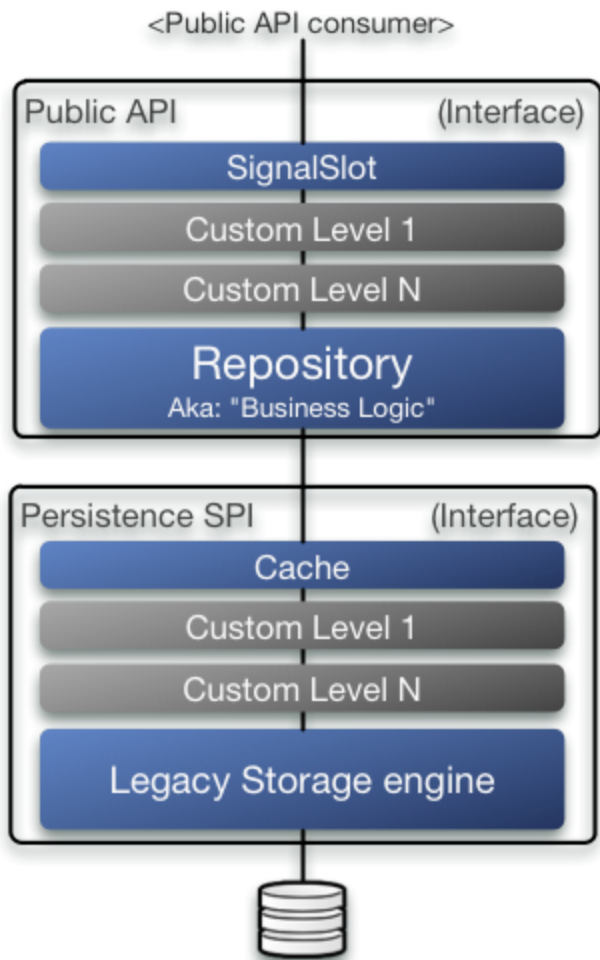 <Public API consumer>
Public API (Interface)
SignalSlot
Custom Level 1
Custom Level N
Repository
Aka: "Business Logic"
Persistence SPI (Interface)
Cache
Custom Level 1
Custom Level N
Legacy Storage engine